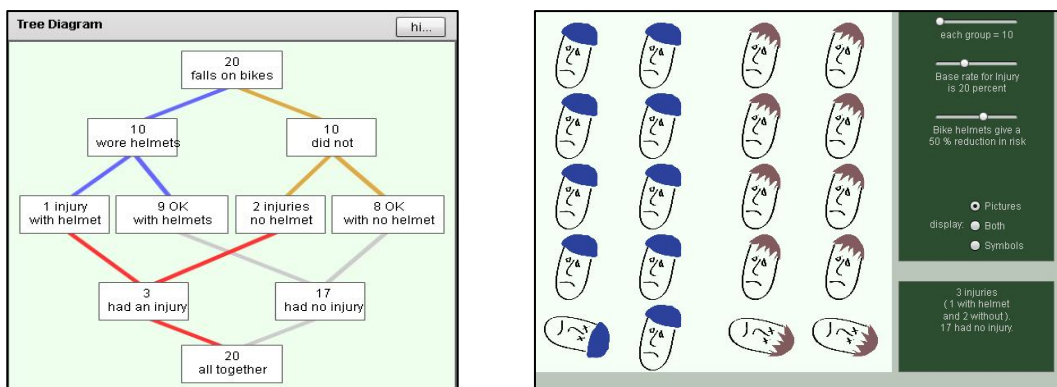 Tree Diagram
hi...
20
falls on bikes
10
wore helmets
10
did not
1 injury
with helmet
9 OK
with helmets
2 injuries
no helmet
8 OK
with no helmet
3
had an injury
17
had no injury
20
all together
each group = 10
Base rate for Injury
is 20 percent
Bike helmets give a
50 % reduction in risk
Pictures
display: Both
Symbols
3 injuries
( 1 with helmet
and 2 without ).
17 had no injury.